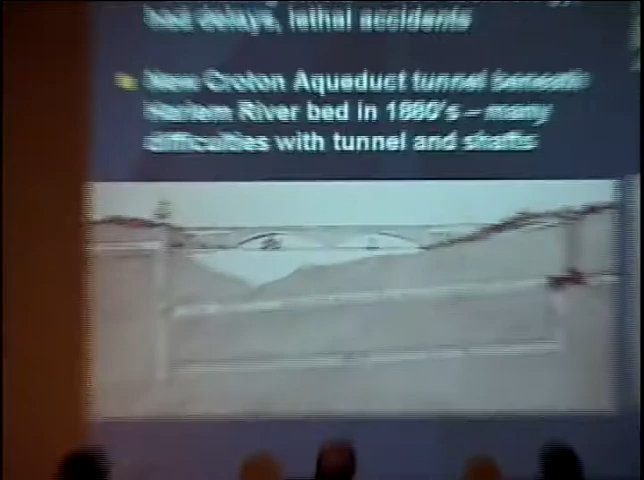 had delays, lethal accidents
New Croton Aqueduct tunnel beneath
Harlem River bed in 1880's – many
difficulties with tunnel and shafts